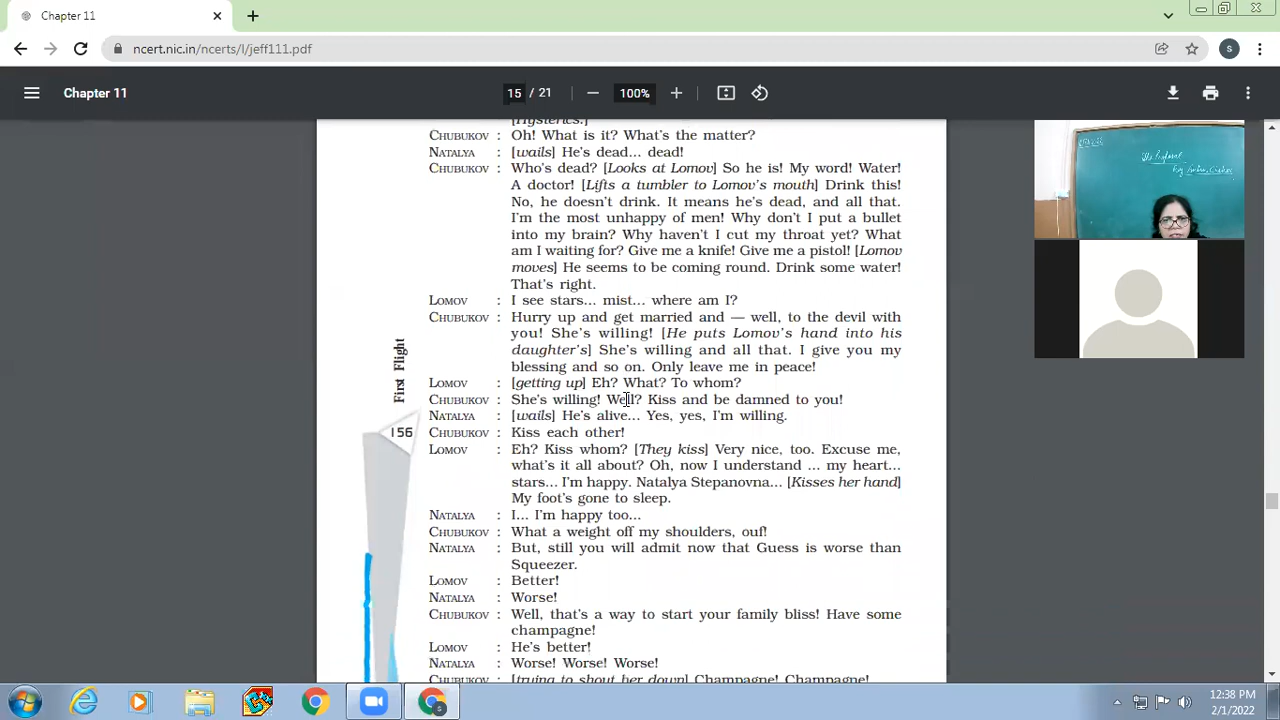 Chapter 11
ncert.nic.in/ncerts/l/jeff111.pdf
S
Chapter 11
15 / 21
100%
[Hysterics.]
CHUBUKOV : Oh! What is it? What's the matter?
NATALYA : [wails] He's dead... dead!
CHUBUKOV : Who's dead? [Looks at Lomov] So he is! My word! Water!
A doctor! [Lifts a tumbler to Lomov's mouth] Drink this!
No, he doesn't drink. It means he's dead, and all that.
I'm the most unhappy of men! Why don't I put a bullet
into my brain? Why haven't I cut my throat yet? What
am I waiting for? Give me a knife! Give me a pistol! [Lomov
moves] He seems to be coming round. Drink some water!
That's right.
LOMOV : I see stars... mist... where am I?
CHUBUKOV : Hurry up and get married and — well, to the devil with
you! She's willing! [He puts Lomov's hand into his
daughter's] She's willing and all that. I give you my
blessing and so on. Only leave me in peace!
LOMOV : [getting up] Eh? What? To whom?
CHUBUKOV : She's willing! Well? Kiss and be damned to you!
NATALYA : [wails] He's alive... Yes, yes, I'm willing.
CHUBUKOV : Kiss each other!
LOMOV : Eh? Kiss whom? [They kiss] Very nice, too. Excuse me,
what's it all about? Oh, now I understand ... my heart...
stars... I'm happy. Natalya Stepanovna... [Kisses her hand]
My foot's gone to sleep.
NATALYA : I... I'm happy too...
CHUBUKOV : What a weight off my shoulders, ouf!
NATALYA : But, still you will admit now that Guess is worse than
Squeezer.
LOMOV : Better!
NATALYA : Worse!
CHUBUKOV : Well, that's a way to start your family bliss! Have some
champagne!
LOMOV : He's better!
NATALYA : Worse! Worse! Worse!
CHUBUKOV : [trying to shout her down] Champagne! Champagne!
First Flight
156
The Proposal
By
12:38 PM
2/1/2022